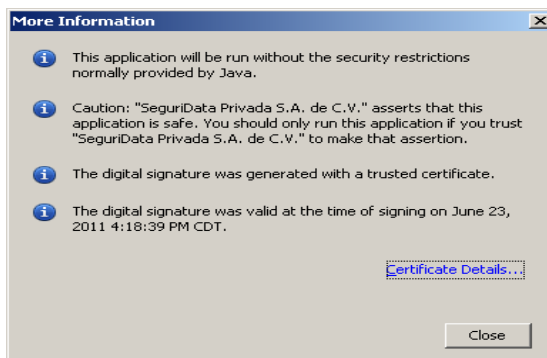 More Information
This application will be run without the security restrictions
normally provided by Java.
Caution: "SeguriData Privada S.A. de C.V." asserts that this
application is safe. You should only run this application if you trust
"SeguriData Privada S.A. de C.V." to make that assertion.
The digital signature was generated with a trusted certificate.
The digital signature was valid at the time of signing on June 23,
2011 4:18:39 PM CDT.
Certificate Details...
Close